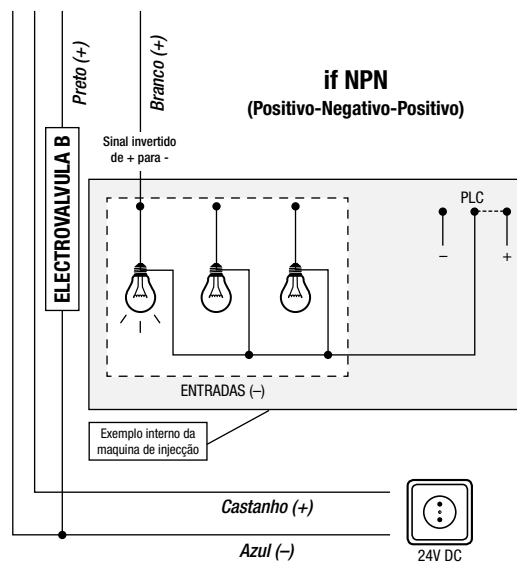 Preto (+)
Branco (+)
if NPN
(Positivo-Negativo-Positivo)
Sinal invertido
de + para -
ELECTROVALVULA B
PLC
–
+
ENTRADAS (–)
Exemplo interno da
maquina de injecção
Castanho (+)
Azul (–)
24V DC